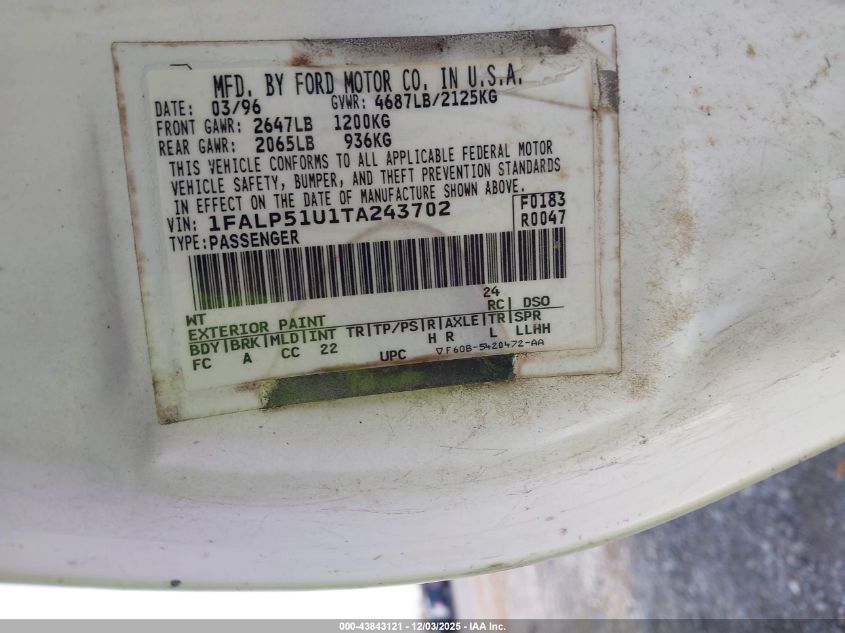 MFD. BY FORD MOTOR CO. IN U.S.A.
DATE: 03/96 GVWR: 4687LB/2125KG
FRONT GAWR: 2647LB 1200KG
REAR GAWR: 2065LB 936KG
THIS VEHICLE CONFORMS TO ALL APPLICABLE FEDERAL MOTOR
VEHICLE SAFETY, BUMPER, AND THEFT PREVENTION STANDARDS
IN EFFECT ON THE DATE OF MANUFACTURE SHOWN ABOVE.
VIN: 1FALP51U1TA243702 F0183
TYPE: PASSENGER R0047
24
WT RC| DSO
EXTERIOR PAINT
BDY|BRK|MLD|INT TR|TP/PS|R|AXLE|TR|SPR
FC A CC 22 H R L LLHH
UPC ▽F60B-5420472-AA
000-43843121 - 12/03/2025 - IAA Inc.